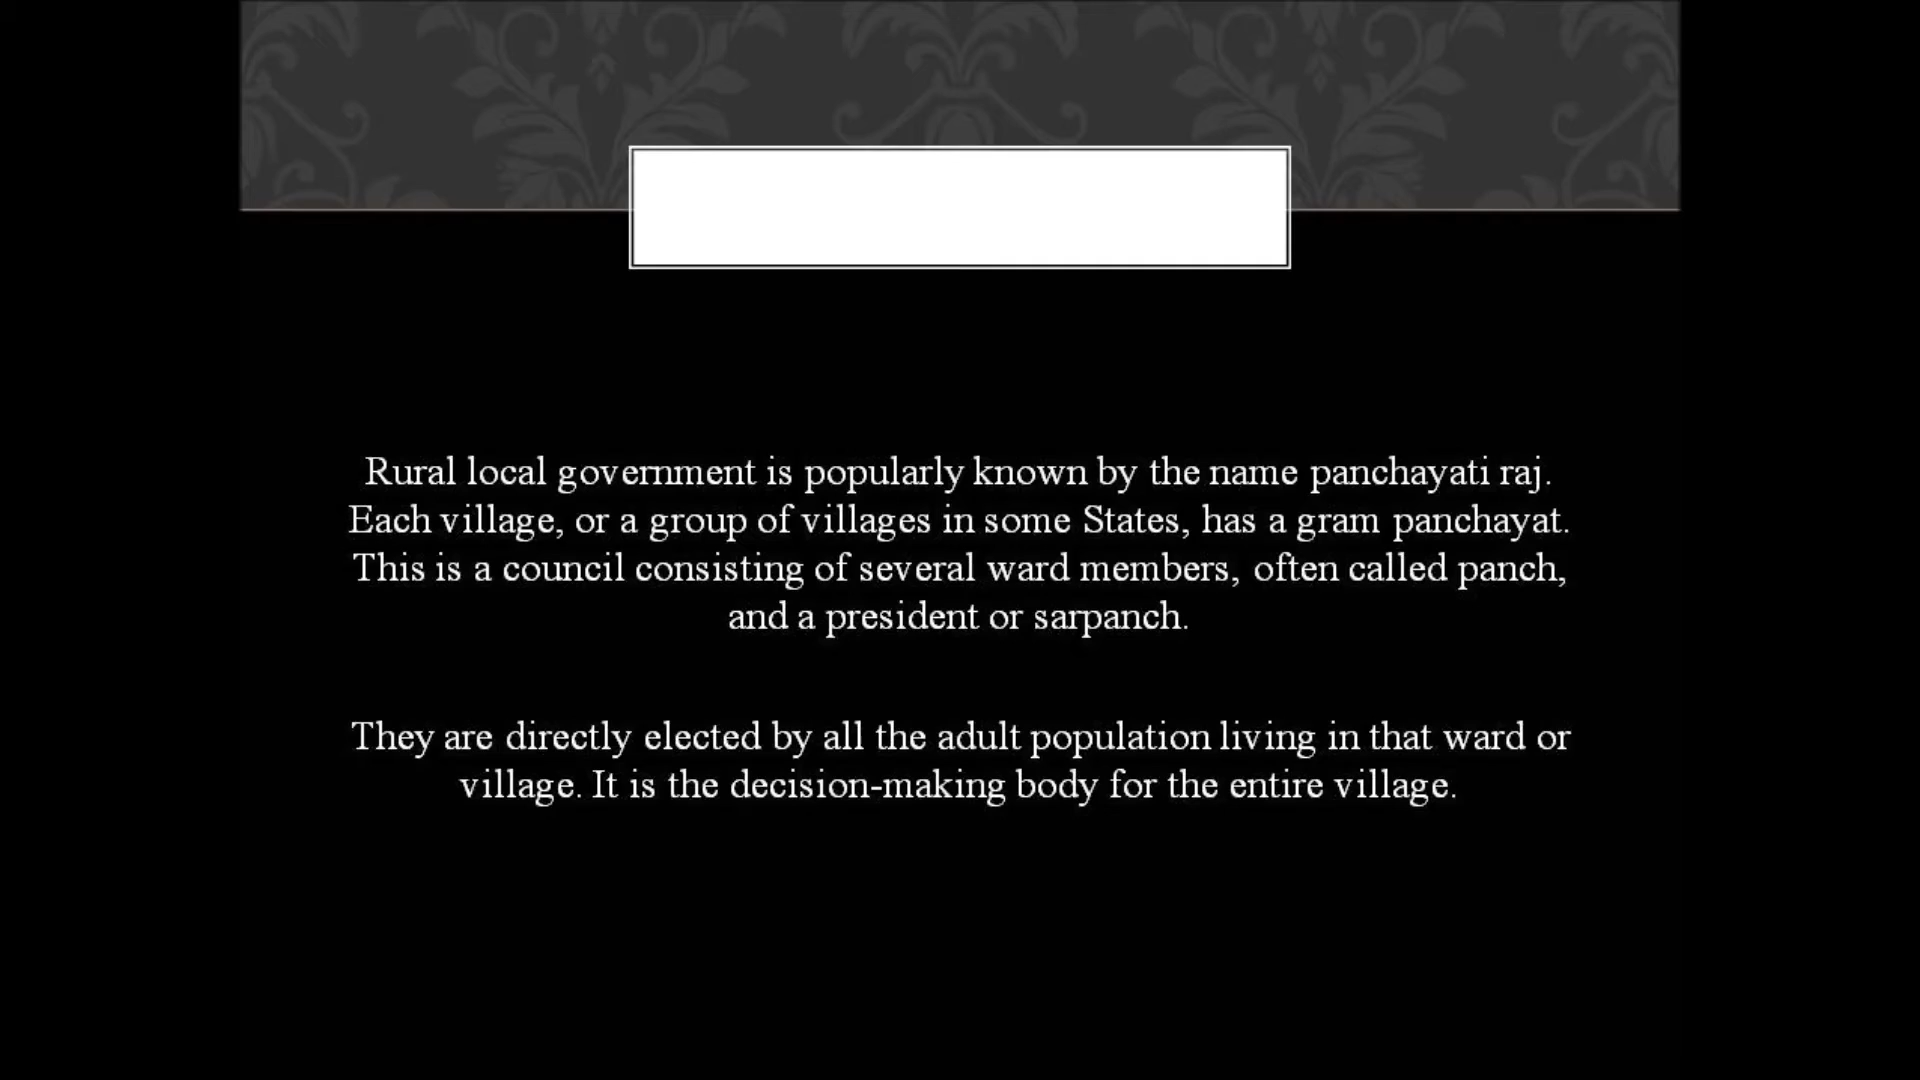 Rural local government is popularly known by the name panchayati raj.
Each village, or a group of villages in some States, has a gram panchayat.
This is a council consisting of several ward members, often called panch,
and a president or sarpanch.
They are directly elected by all the adult population living in that ward or
village. It is the decision-making body for the entire village.